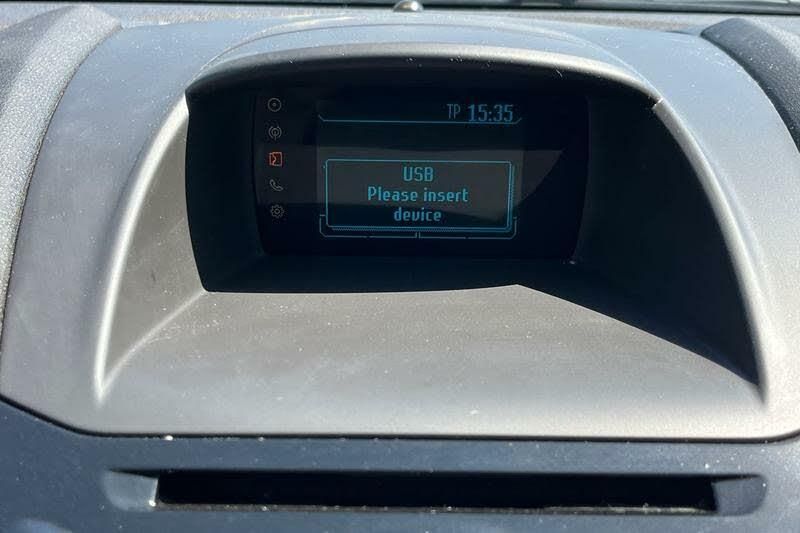 TP 15:35
USB
Please insert
device